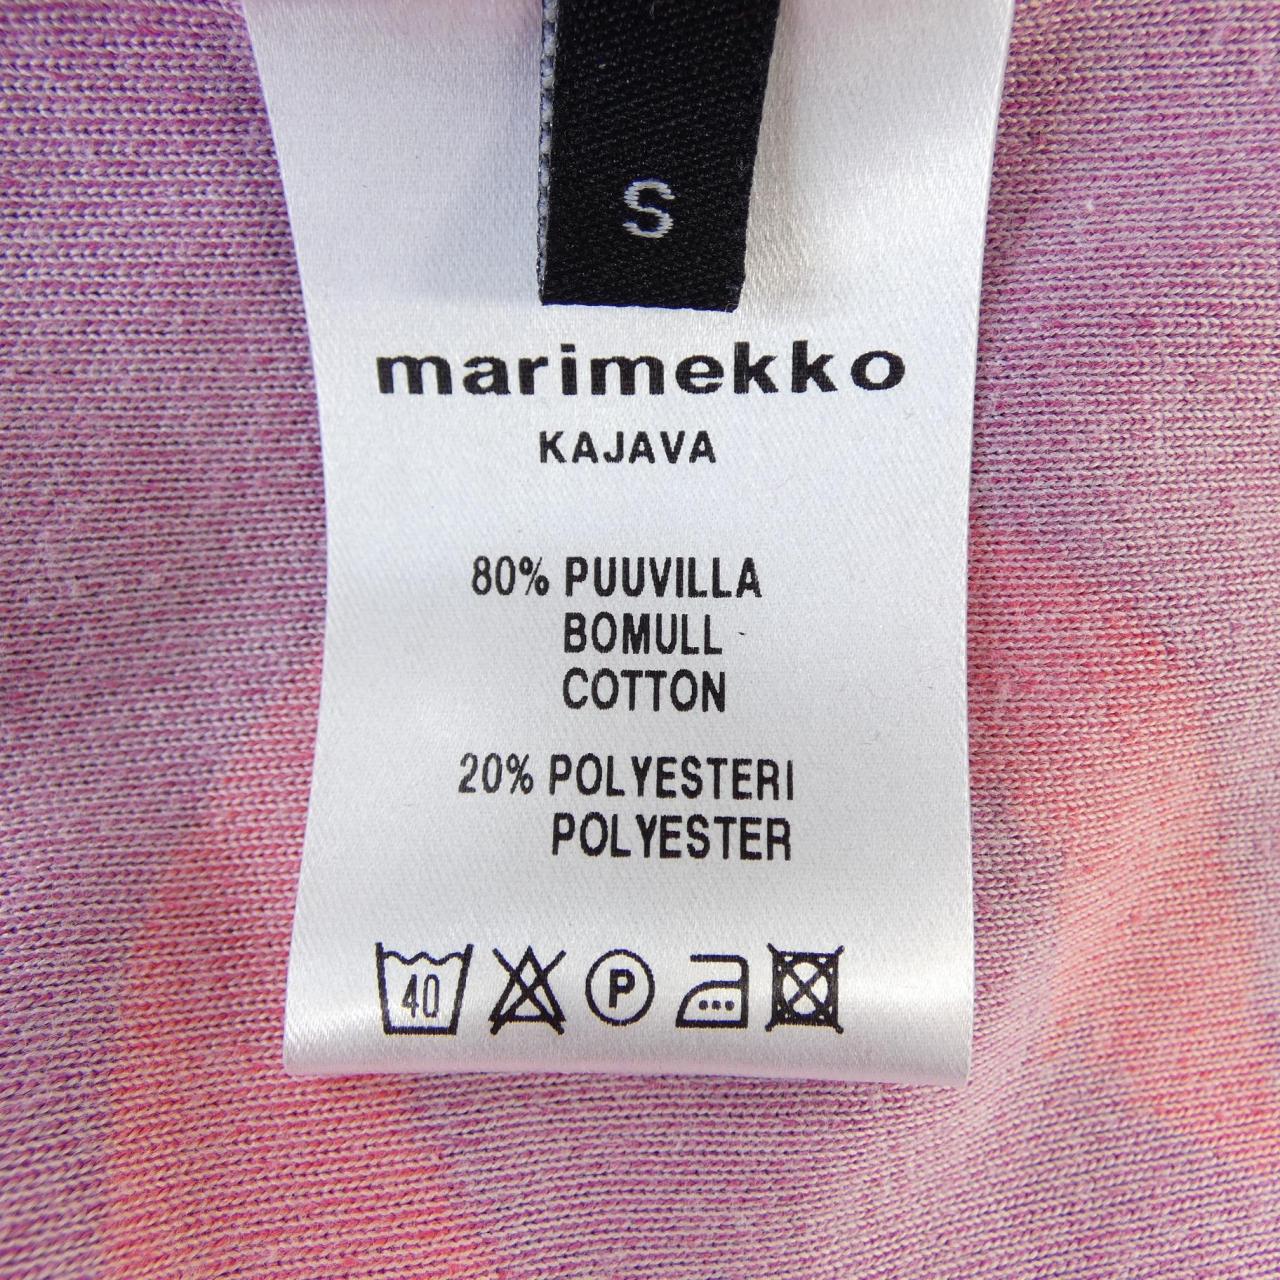 S
marimekko
KAJAVA
80% PUUVILLA
BOMULL
COTTON
20% POLYESTERI
POLYESTER
40 P